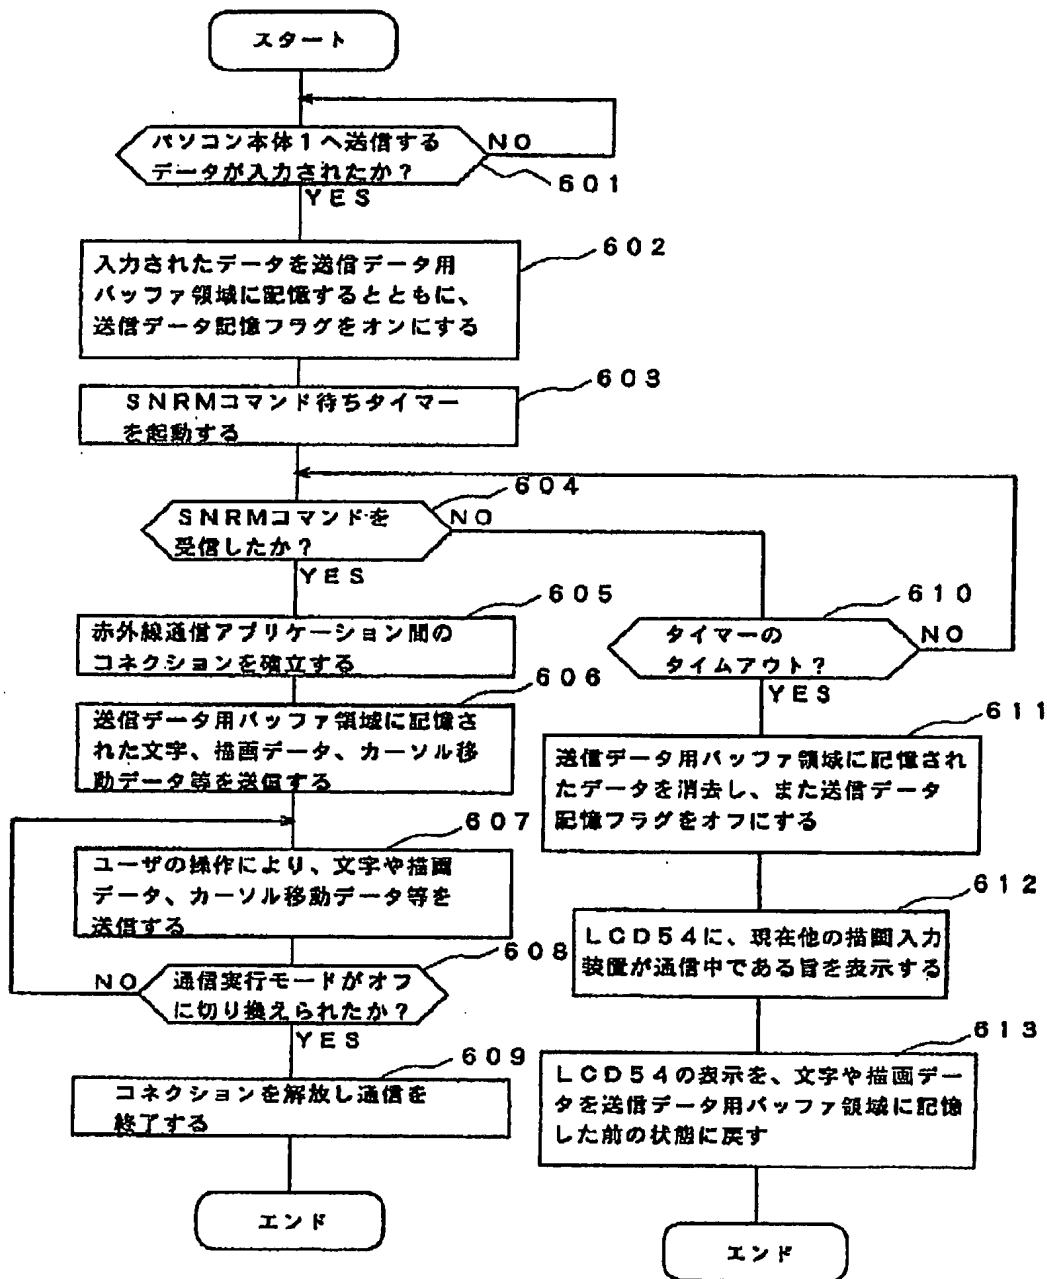 スタート
パソコン本体1へ送信する
データが入力されたか？
NO
601
YES
602
入力されたデータを送信データ用
バッファ領域に記憶するとともに、
送信データ記憶フラグをオンにする
603
SNRMコマンド待ちタイマー
を起動する
604
SNRMコマンドを
受信したか？
NO
YES
605
赤外線通信アプリケーション間の
コネクションを確立する
606
送信データ用バッファ領域に記憶さ
れた文字、描画データ、カーソル移
動データ等を送信する
607
ユーザの操作により、文字や描画
データ、カーソル移動データ等を
送信する
608
NO
通信実行モードがオフ
に切り換えられたか？
YES
609
コネクションを解放し通信を
終了する
エンド
610
タイマーの
タイムアウト？
NO
YES
611
送信データ用バッファ領域に記憶され
たデータを消去し、また送信データ
記憶フラグをオフにする
612
LCD54に、現在他の描画入力
装置が通信中である旨を表示する
613
LCD54の表示を、文字や描画デー
タを送信データ用バッファ領域に記憶
した前の状態に戻す
エンド